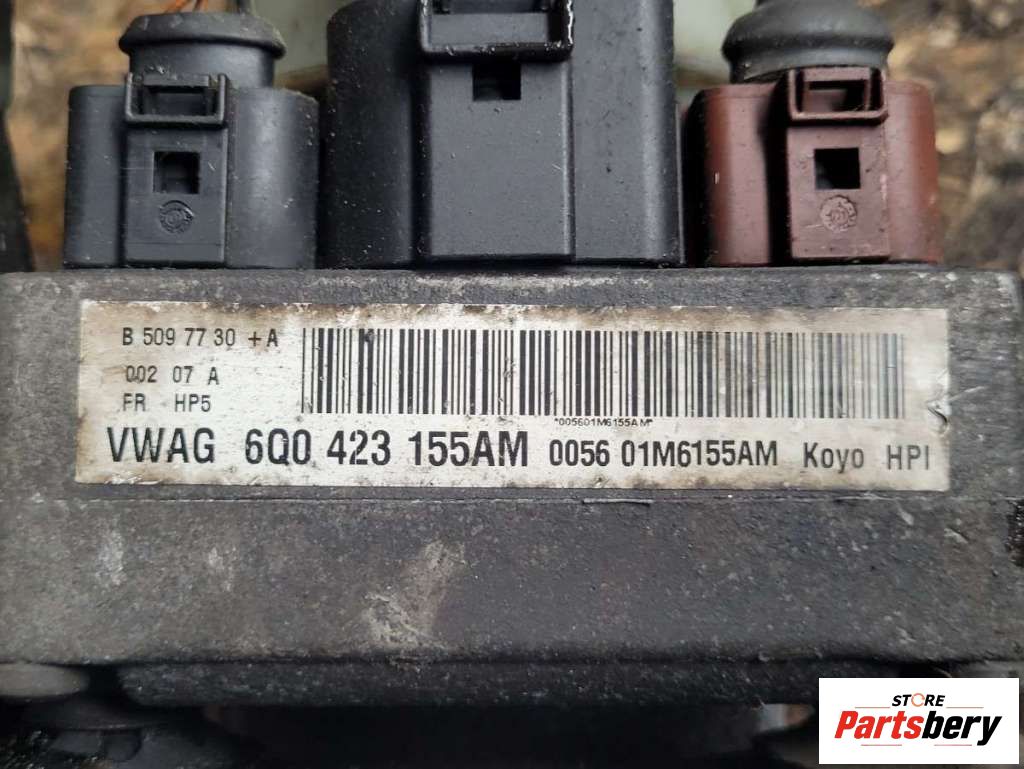 B 509 77 30 +A
002 07 A
FR HP5
*005601M6155AM*
VWAG 6Q0 423 155AM 0056 01M6155AM Koyo HPI
STORE
Partsbery